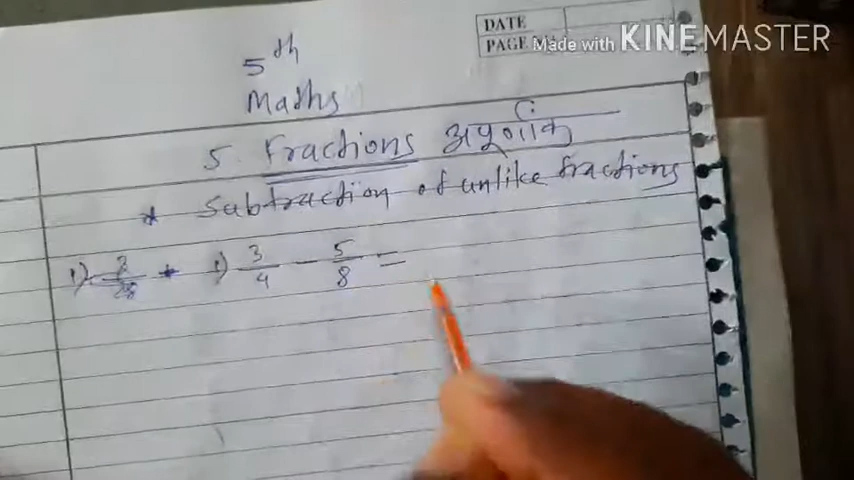 DATE
PAGE
Made with KINEMASTER
5th
Maths
5. Fractions अपूर्णांक
* Subtraction of unlike fractions
1) 3/4 - 5/8 =